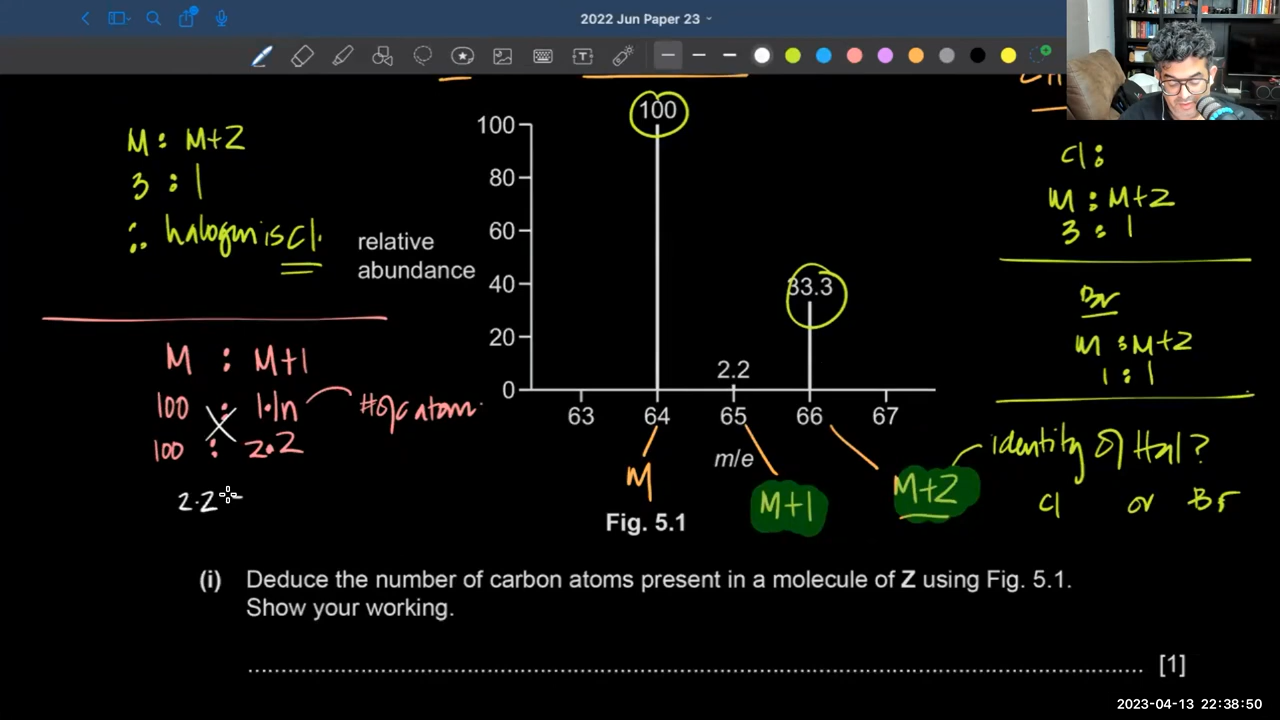 2022 Jun Paper 23
M : M+2
3 : 1
∴ halogen is Cl.
M : M+1
100 : 1.1n
# of c atom.
100 : 2.2
2.2
100
80
60
40
20
0
relative
abundance
100
2.2
33.3
63 64 65 66 67
m/e
M
M+1
M+2
Fig. 5.1
Cl:
M : M+2
3 : 1
Br
M : M+2
1 : 1
identity of Hal ?
Cl or Br
(i) Deduce the number of carbon atoms present in a molecule of Z using Fig. 5.1.
Show your working.
[1]
2023-04-13 22:38:50